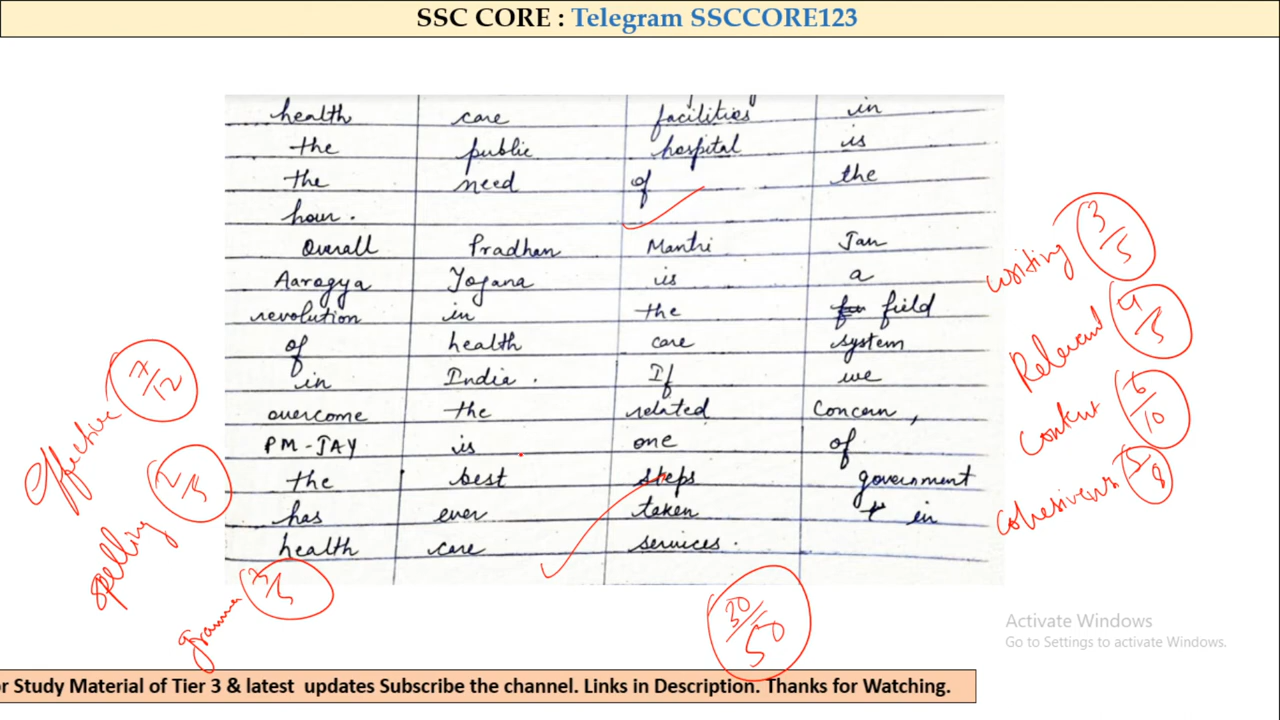 SSC CORE : Telegram SSCCORE123
health care facilities in
the public hospital is
the need of the
hour.
Overall Pradhan Mantri Jan
Aarogya Yojana is a
revolution in the field
of health care system
in India. If we
overcome the related Concern,
PM-JAY is one of
the best steps government
has ever taken in
health care services.
writing 3/5
Relevant 4/5
Content 6/10
Cohesiveness 5/8
Effective 7/12
spelling 2/5
grammar 3/5
30/50
Activate Windows
Go to Settings to activate Windows.
r Study Material of Tier 3 & latest updates Subscribe the channel. Links in Description. Thanks for Watching.